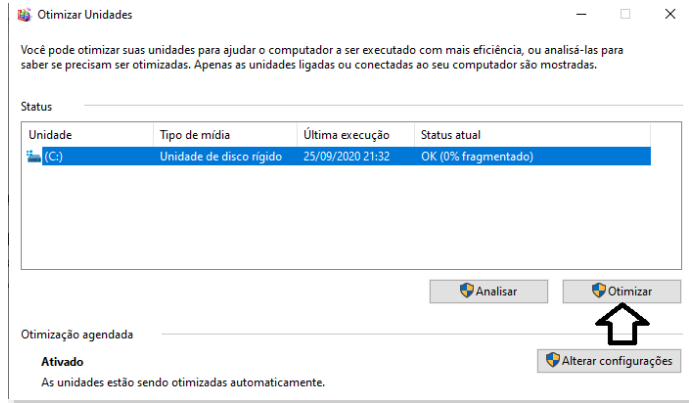 Otimizar Unidades
Você pode otimizar suas unidades para ajudar o computador a ser executado com mais eficiência, ou analisá-las para
saber se precisam ser otimizadas. Apenas as unidades ligadas ou conectadas ao seu computador são mostradas.
Status
Unidade Tipo de mídia Última execução Status atual
(C:) Unidade de disco rígido 25/09/2020 21:32 OK (0% fragmentado)
Analisar Otimizar
Otimização agendada
Ativado Alterar configurações
As unidades estão sendo otimizadas automaticamente.